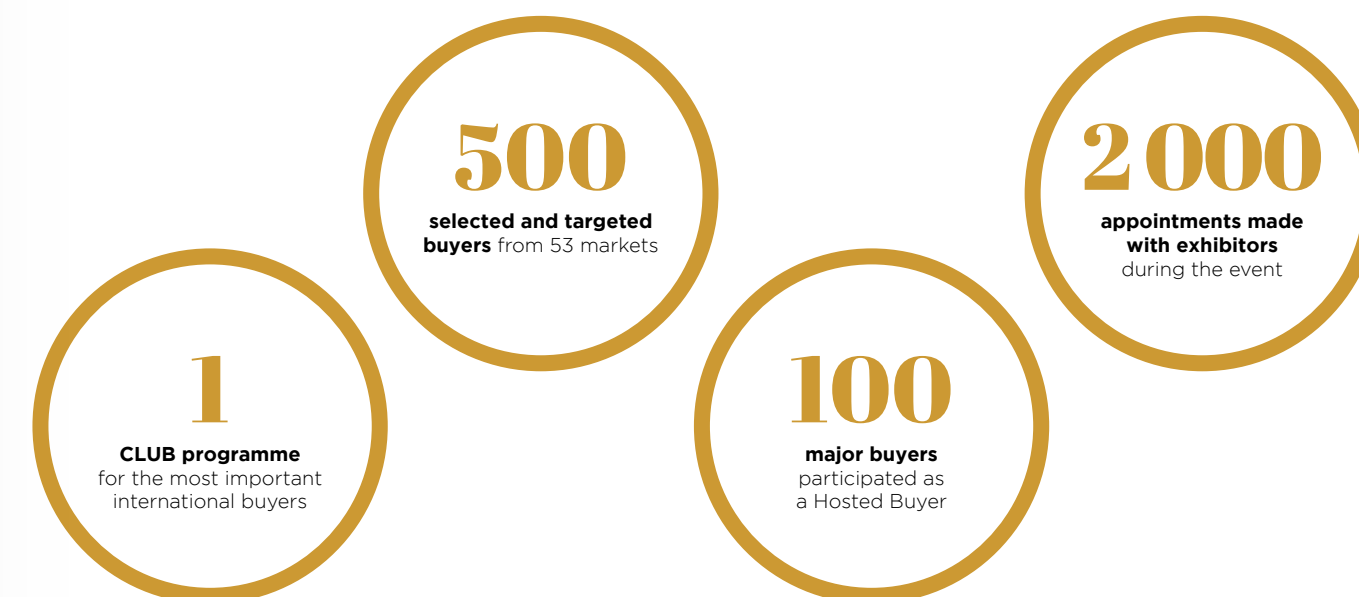 1
CLUB programme
for the most important
international buyers
500
selected and targeted
buyers from 53 markets
100
major buyers
participated as
a Hosted Buyer
2 000
appointments made
with exhibitors
during the event